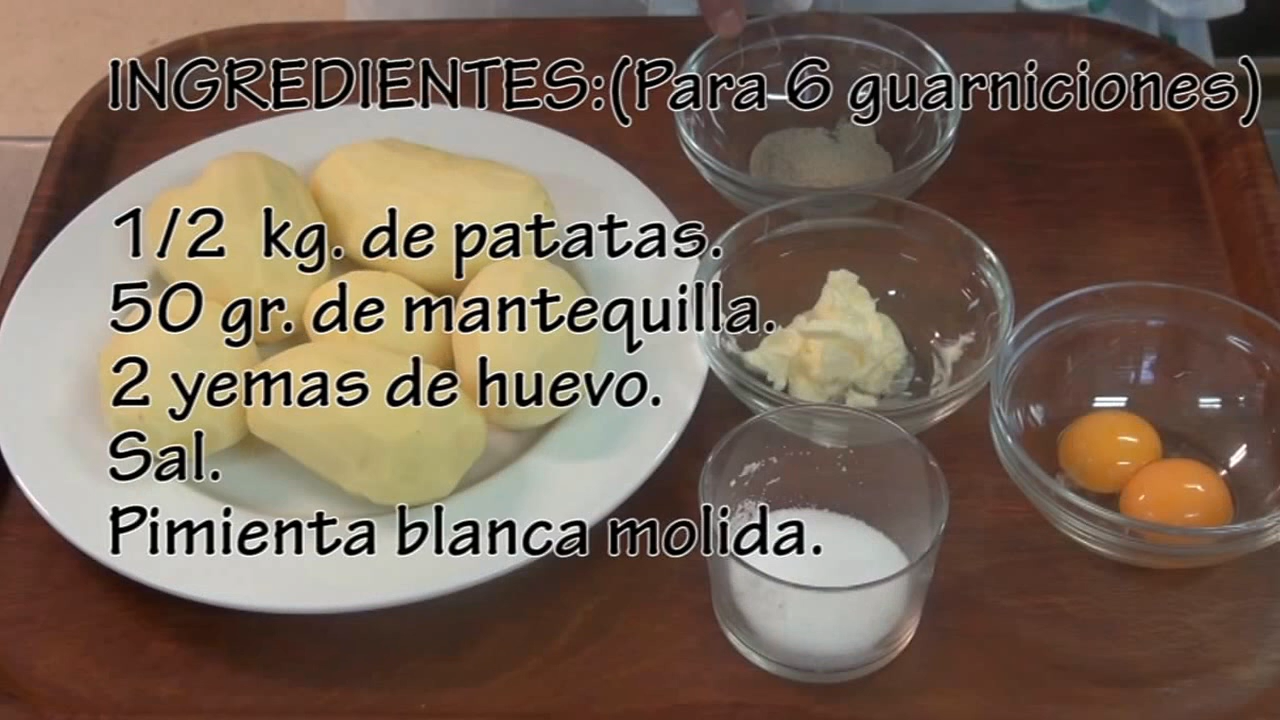 INGREDIENTES:(Para 6 guarniciones)
1/2 kg. de patatas.
50 gr. de mantequilla.
2 yemas de huevo.
Sal.
Pimienta blanca molida.